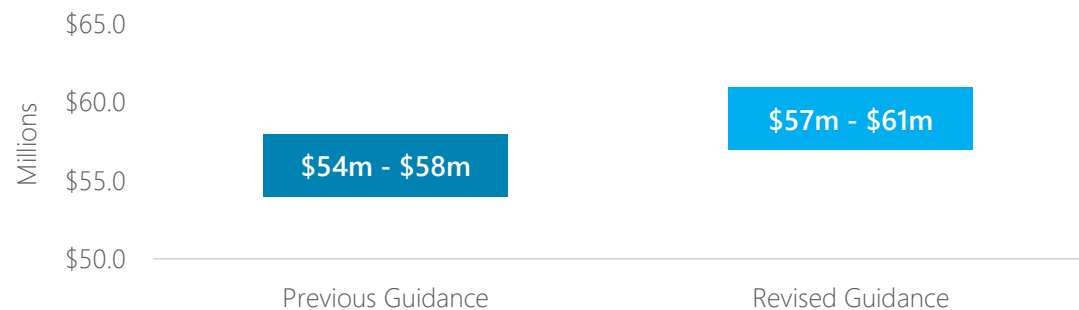 $65.0
$60.0
$55.0
$50.0
Millions
$54m - $58m
$57m - $61m
Previous Guidance
Revised Guidance